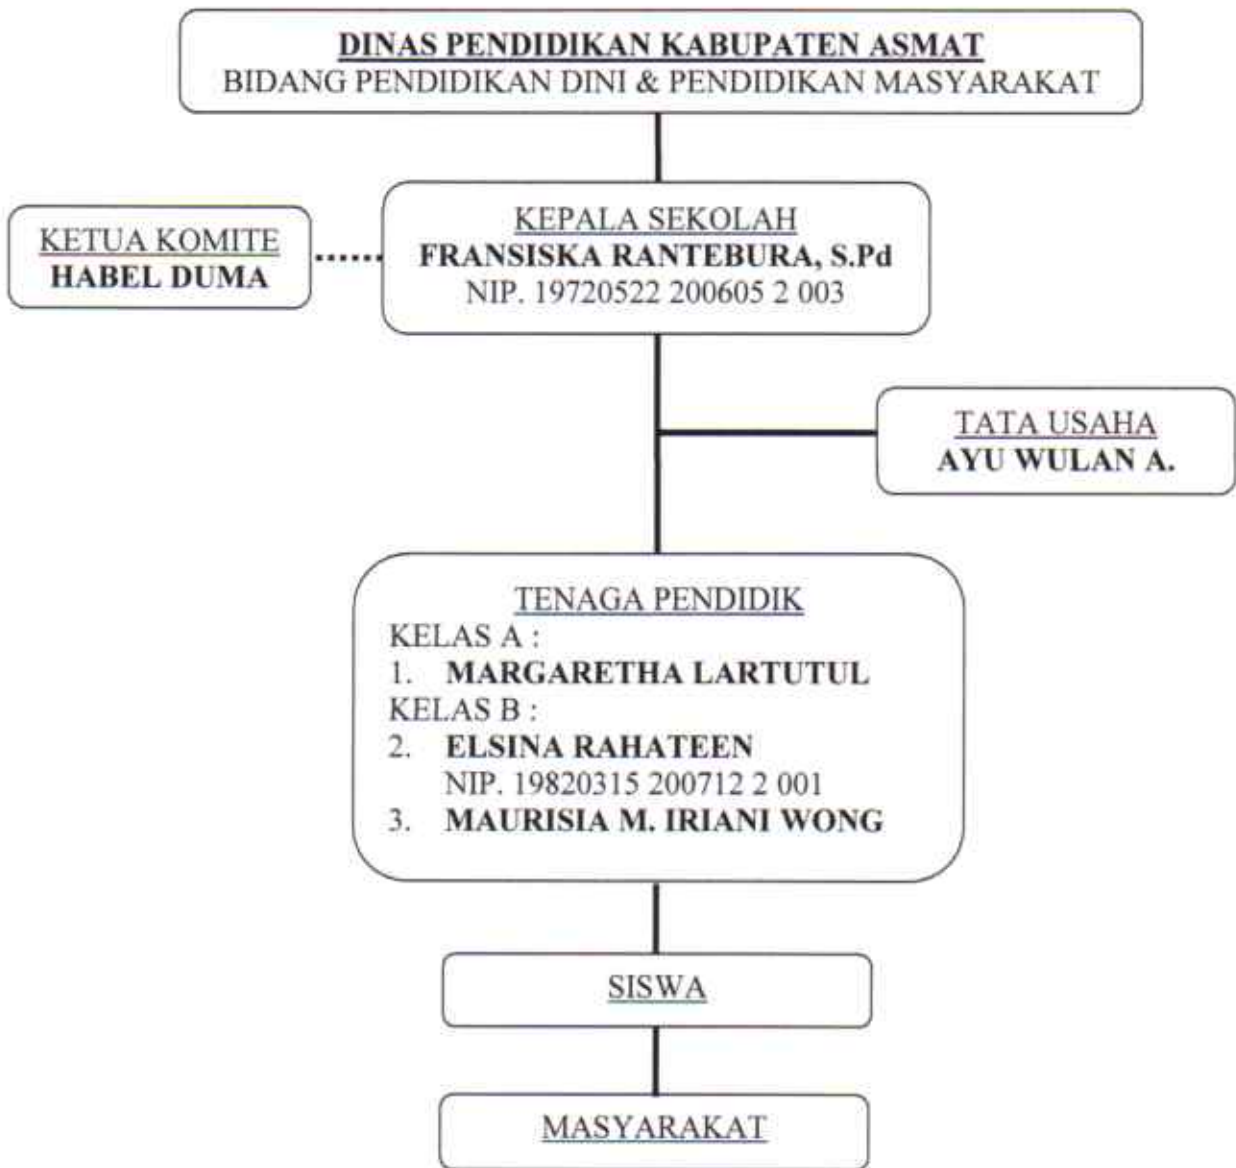 DINAS PENDIDIKAN KABUPATEN ASMAT
BIDANG PENDIDIKAN DINI & PENDIDIKAN MASYARAKAT
KETUA KOMITE
HABEL DUMA
KEPALA SEKOLAH
FRANSISKA RANTEBURA, S.Pd
NIP. 19720522 200605 2 003
TATA USAHA
AYU WULAN A.
TENAGA PENDIDIK
KELAS A :
1. MARGARETHA LARTUTUL
KELAS B :
2. ELSINA RAHATEEN
NIP. 19820315 200712 2 001
3. MAURISIA M. IRIANI WONG
SISWA
MASYARAKAT